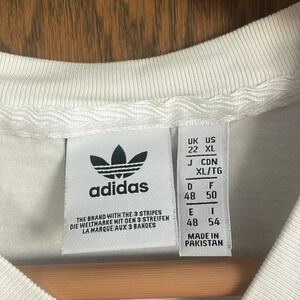 adidas
THE BRAND WITH THE 3 STRIPES
DIE WELTMARKE MIT DEN 3 STREIFEN
LA MARQUE AUX 3 BANDES
UK US
22 XL
J CDN
XL/TG
D F
48 50
E I
48 54
MADE IN
PAKISTAN